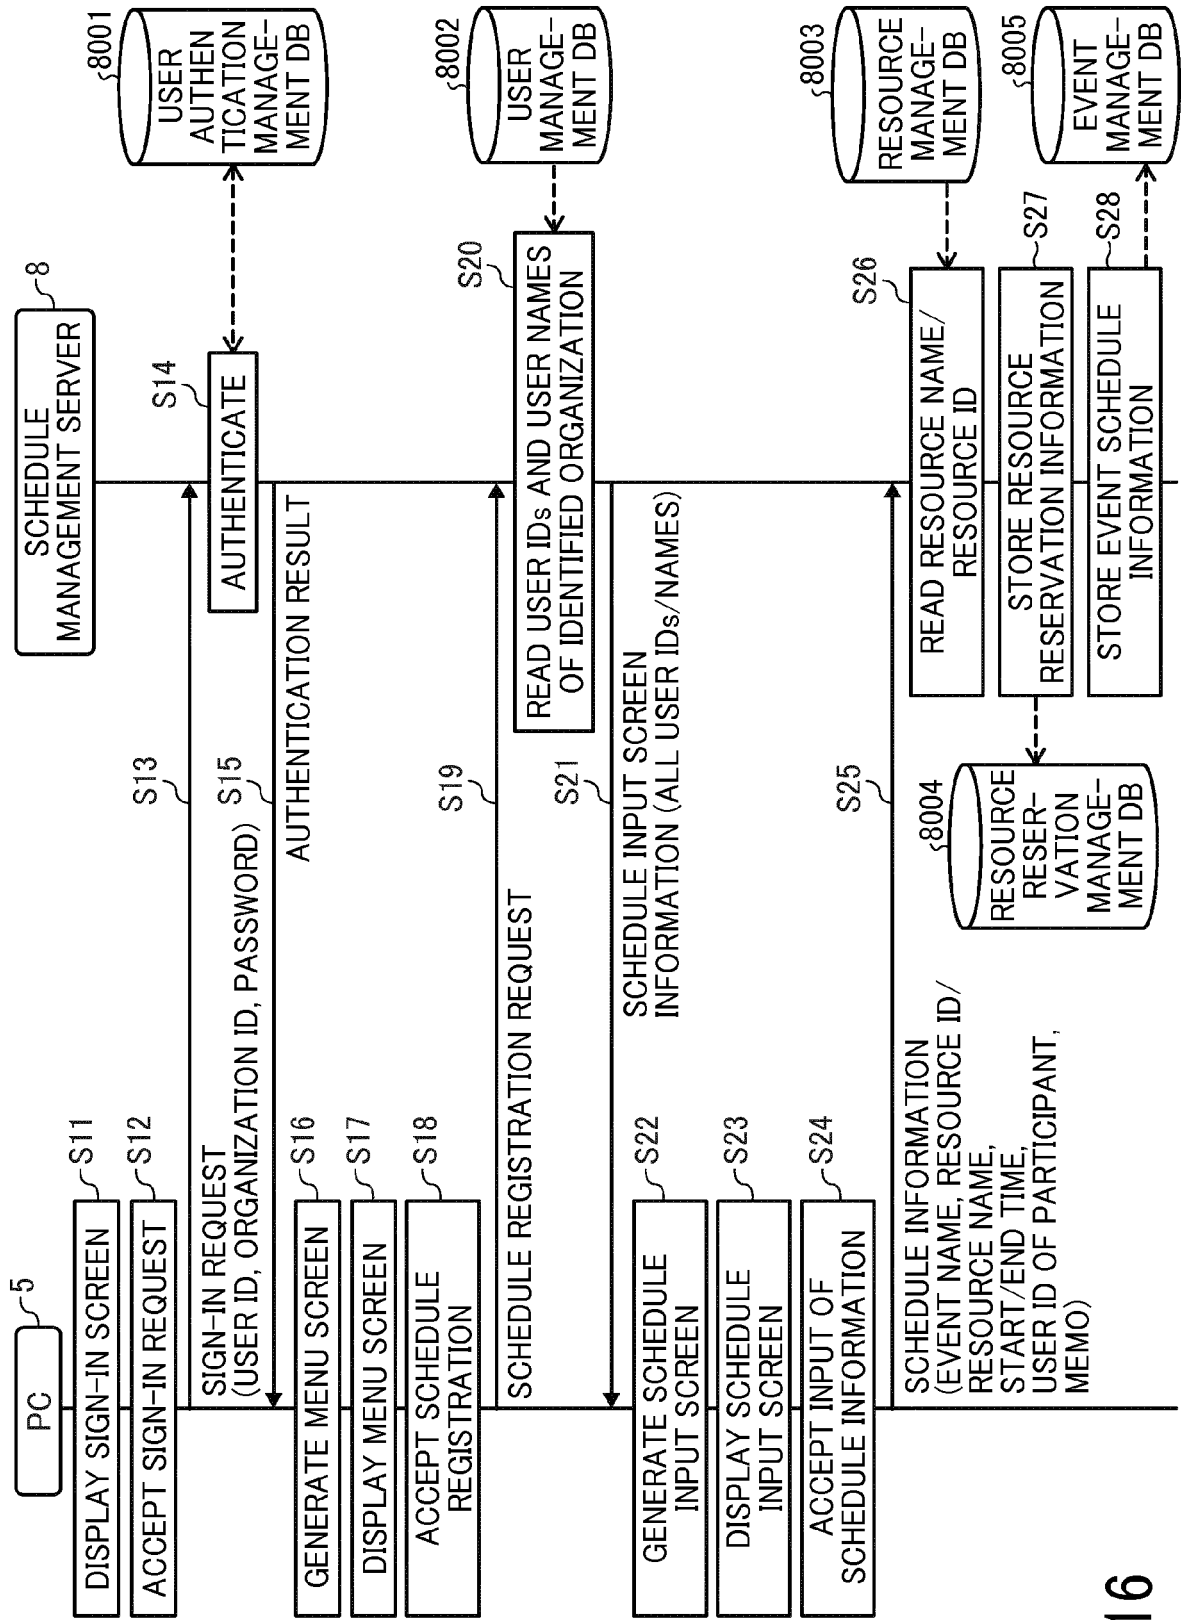 PC
5
SCHEDULE
MANAGEMENT SERVER
8
DISPLAY SIGN-IN SCREEN
S11
ACCEPT SIGN-IN REQUEST
S12
S13
SIGN-IN REQUEST
(USER ID, ORGANIZATION ID, PASSWORD)
AUTHENTICATE
S14
8001
USER
AUTHEN
TICATION
MANAGE-
MENT DB
S15
AUTHENTICATION RESULT
GENERATE MENU SCREEN
S16
DISPLAY MENU SCREEN
S17
ACCEPT SCHEDULE
REGISTRATION
S18
S19
SCHEDULE REGISTRATION REQUEST
READ USER IDs AND USER NAMES
OF IDENTIFIED ORGANIZATION
S20
8002
USER
MANAGE-
MENT DB
S21
SCHEDULE INPUT SCREEN
INFORMATION (ALL USER IDs/NAMES)
GENERATE SCHEDULE
INPUT SCREEN
S22
DISPLAY SCHEDULE
INPUT SCREEN
S23
ACCEPT INPUT OF
SCHEDULE INFORMATION
S24
S25
SCHEDULE INFORMATION
(EVENT NAME, RESOURCE ID/
RESOURCE NAME,
START/END TIME,
USER ID OF PARTICIPANT,
MEMO)
READ RESOURCE NAME/
RESOURCE ID
S26
8003
RESOURCE
MANAGE-
MENT DB
STORE RESOURCE
RESERVATION INFORMATION
S27
8004
RESOURCE
RESER-
VATION
MANAGE-
MENT DB
STORE EVENT SCHEDULE
INFORMATION
S28
8005
EVENT
MANAGE-
MENT DB